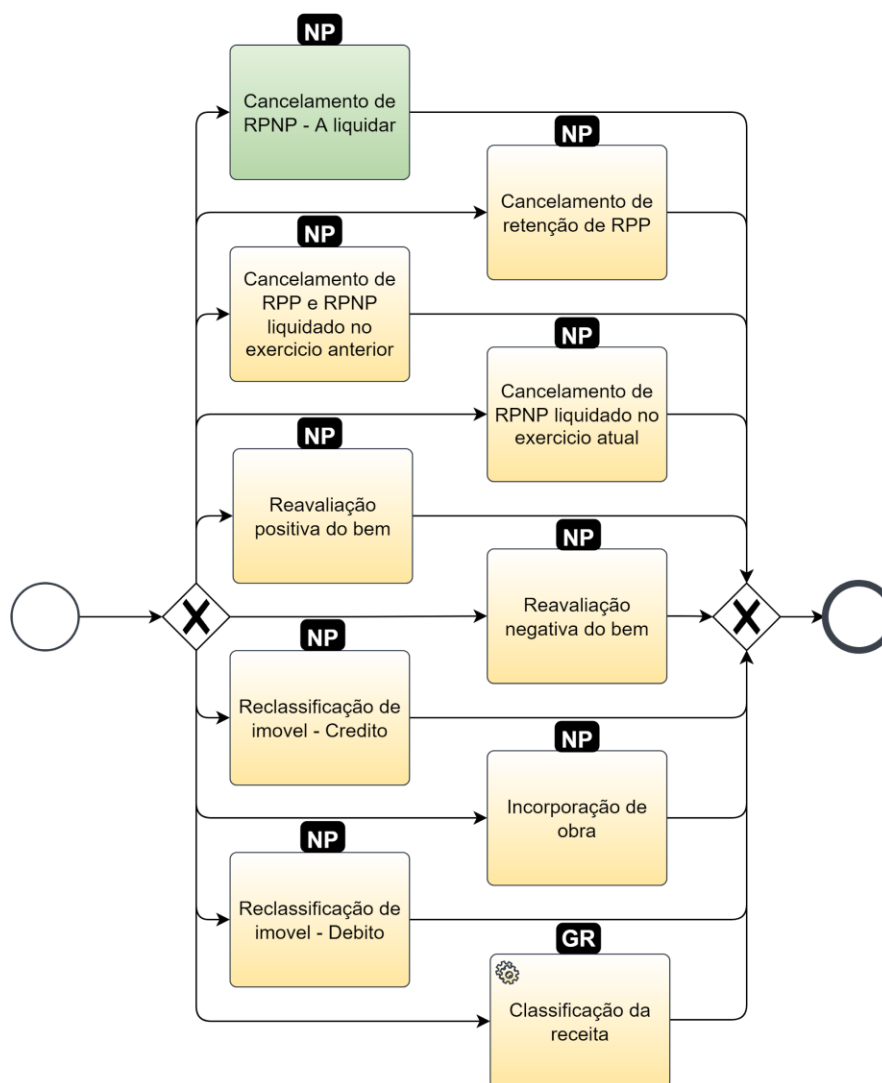 NP
Cancelamento de
RPNP - A liquidar
NP
Cancelamento de
retenção de RPP
NP
Cancelamento de
RPP e RPNP
liquidado no
exercicio anterior
NP
Cancelamento de
RPNP liquidado no
exercicio atual
NP
Reavaliação
positiva do bem
NP
Reavaliação
negativa do bem
NP
Reclassificação de
imovel - Credito
NP
Incorporação de
obra
NP
Reclassificação de
imovel - Debito
GR
Classificação da
receita